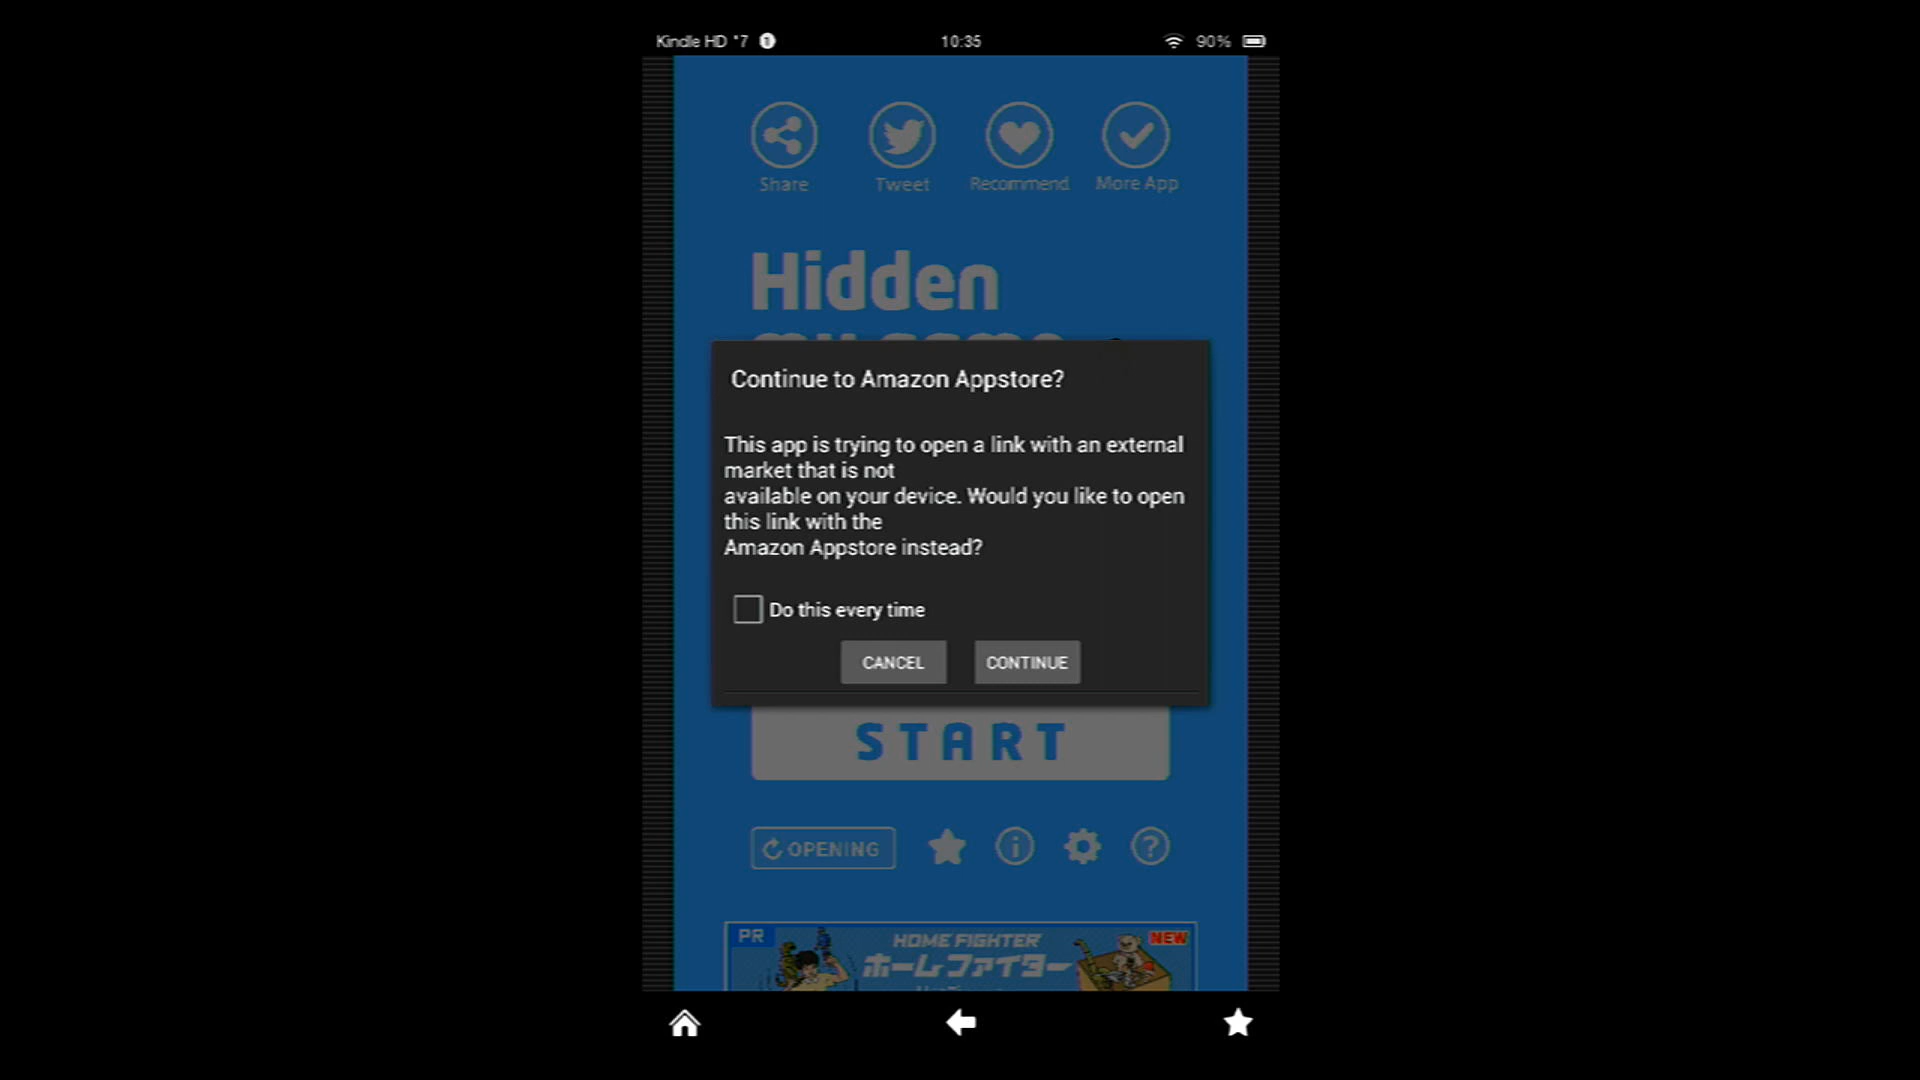 Kindle HD *7 1 10:35 90%
Share Tweet Recommend More App
Hidden
my game
Continue to Amazon Appstore?
This app is trying to open a link with an external
market that is not
available on your device. Would you like to open
this link with the
Amazon Appstore instead?
Do this every time
CANCEL CONTINUE
START
OPENING
PR HOME FIGHTER NEW
ホームファイター